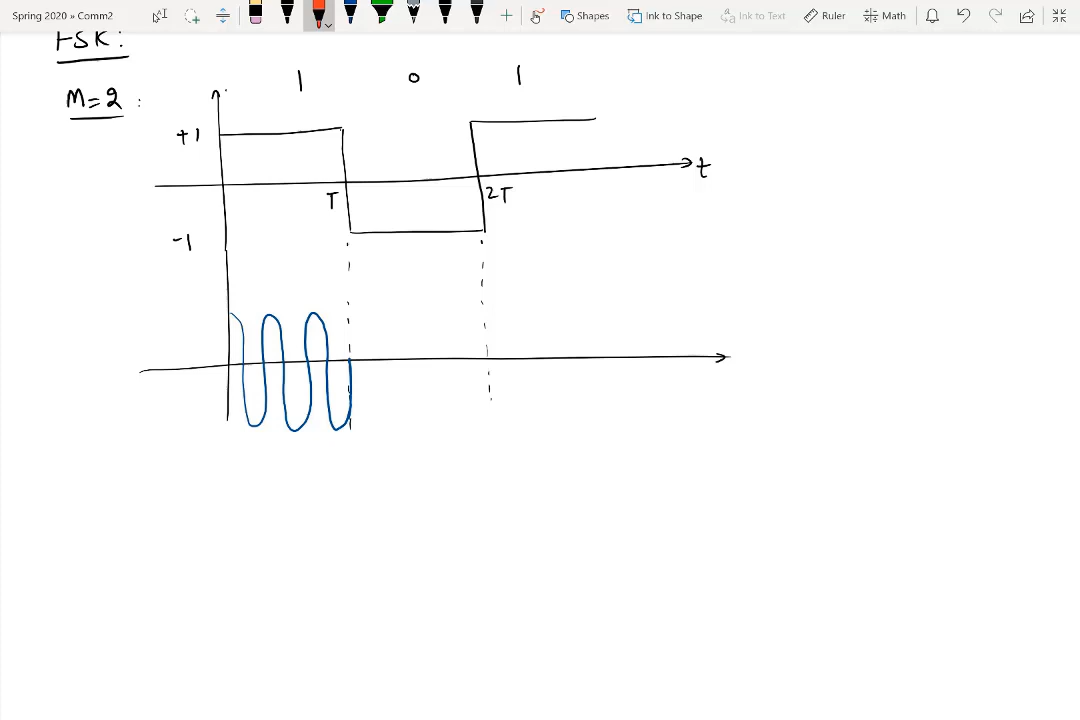 Spring 2020 » Comm2
Shapes
Ink to Shape
Ink to Text
Ruler
Math
FSK:
1 0 1
M=2 :
+1
t
T
2T
-1